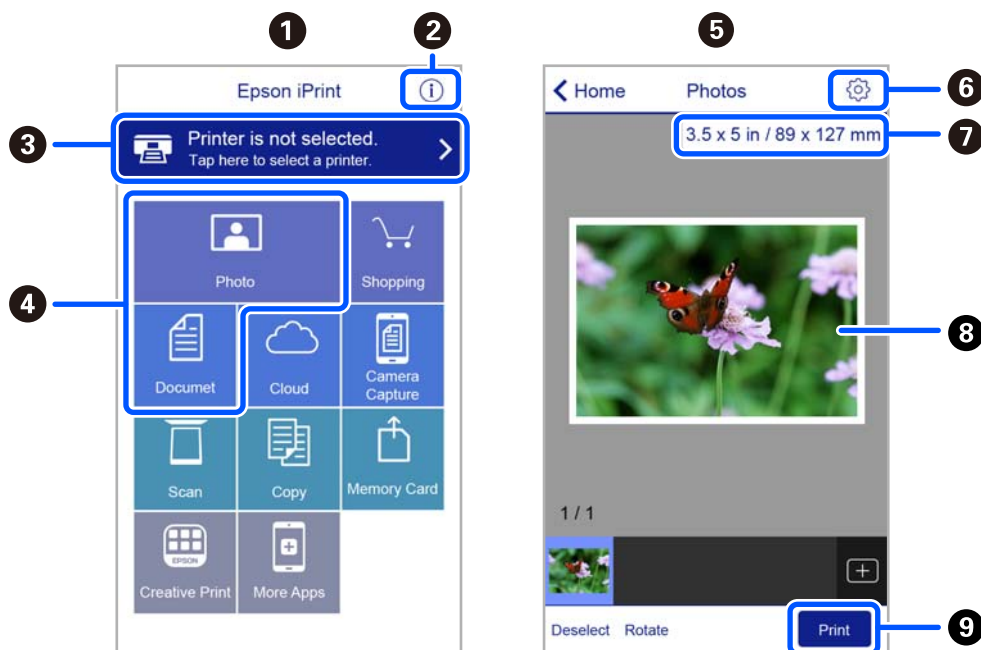 1
2
Epson iPrint
3
Printer is not selected.
Tap here to select a printer.
4
Photo
Shopping
Documet
Cloud
Camera
Capture
Scan
Copy
Memory Card
EPSON
Creative Print
More Apps
5
Home
Photos
6
3.5 x 5 in / 89 x 127 mm
7
8
1 / 1
Deselect
Rotate
Print
9